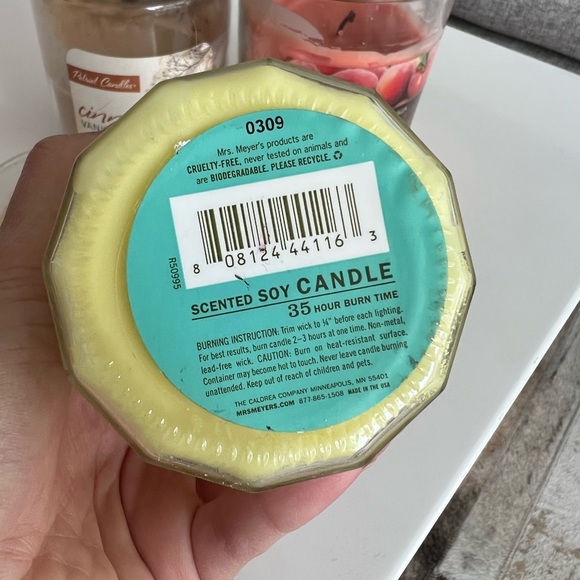 Patriot Candles
0309
Mrs. Meyer's products are
CRUELTY-FREE, never tested on animals and
are BIODEGRADABLE. PLEASE RECYCLE.
8 08124 44116 3
R50995
SCENTED SOY CANDLE
35 HOUR BURN TIME
BURNING INSTRUCTION: Trim wick to ¼" before each lighting.
For best results, burn candle 2–3 hours at one time. Non-metal,
lead-free wick. CAUTION: Burn on heat-resistant surface.
Container may become hot to touch. Never leave candle burning
unattended. Keep out of reach of children and pets.
THE CALDREA COMPANY MINNEAPOLIS, MN 55401
MRSMEYERS.COM 877-865-1508 MADE IN THE USA